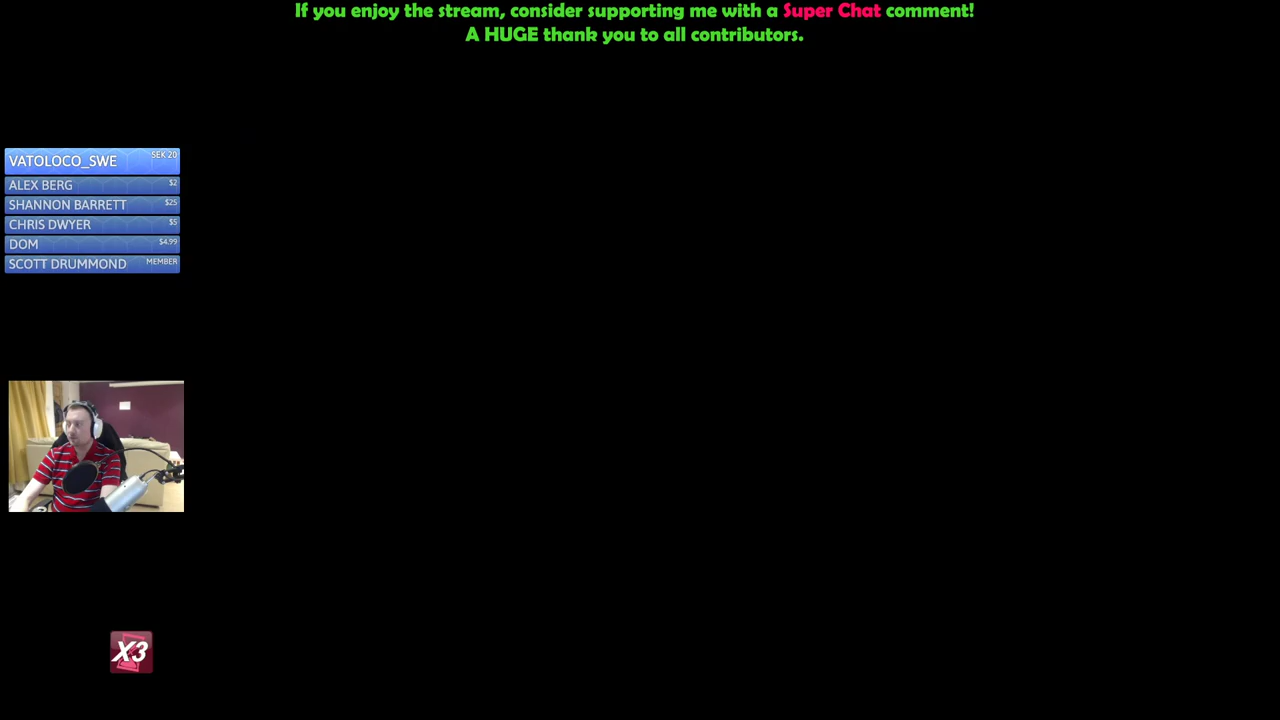 If you enjoy the stream, consider supporting me with a Super Chat comment!
A HUGE thank you to all contributors.
VATOLOCO_SWE SEK 20
ALEX BERG $2
SHANNON BARRETT $25
CHRIS DWYER $5
DOM $4.99
SCOTT DRUMMOND MEMBER
X3